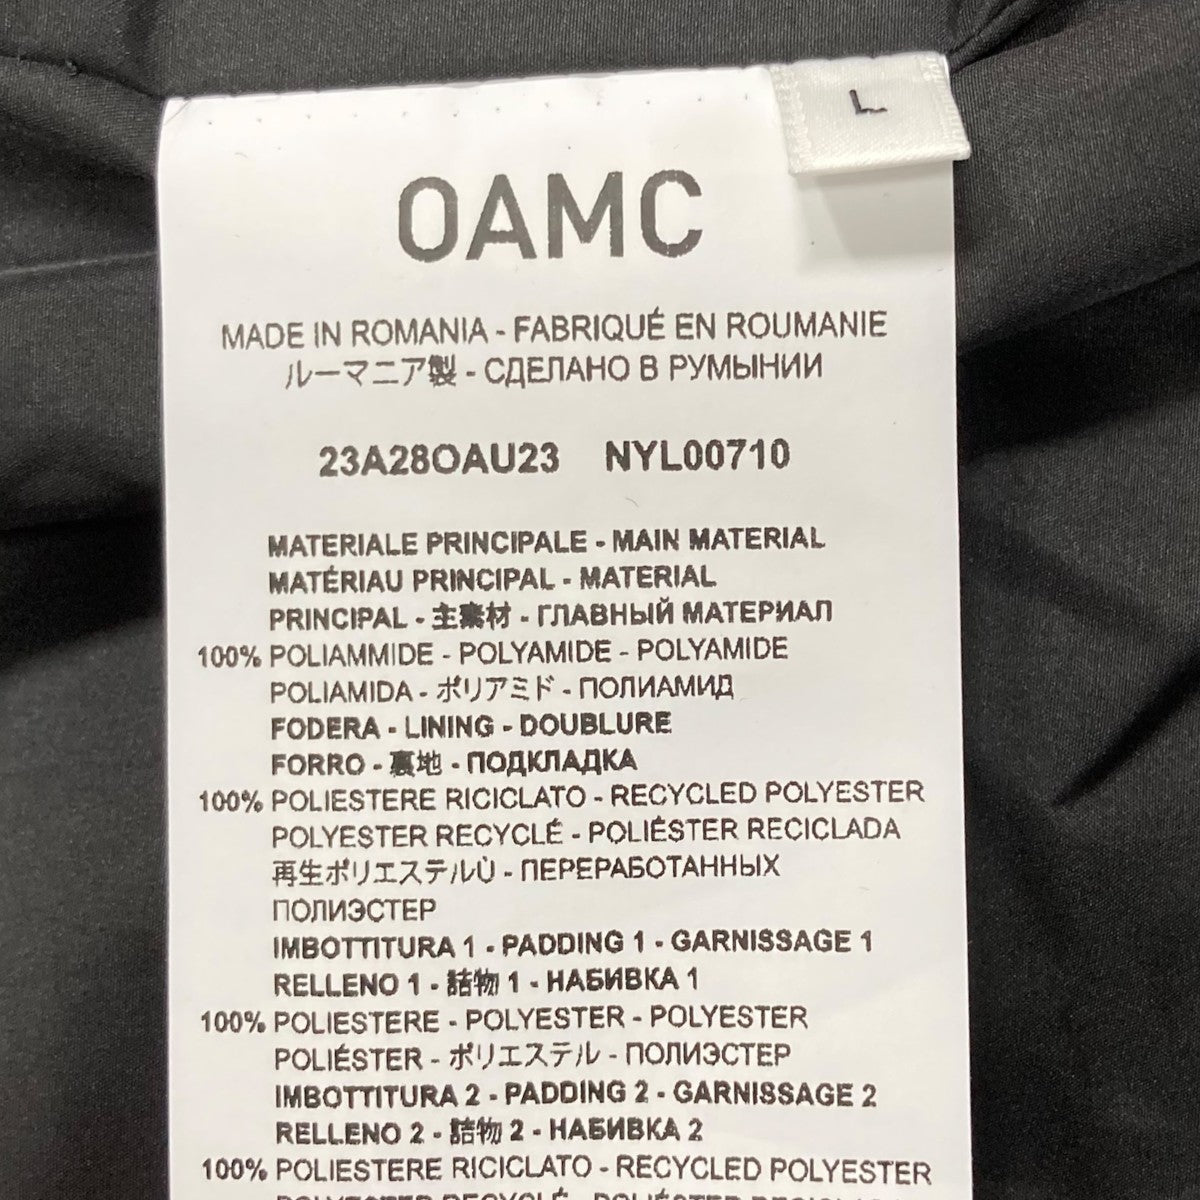 L
OAMC
MADE IN ROMANIA - FABRIQUÉ EN ROUMANIE
ルーマニア製 - СДЕЛАНО В РУМЫНИИ
23A28OAU23 NYL00710
MATERIALE PRINCIPALE - MAIN MATERIAL
MATÉRIAU PRINCIPAL - MATERIAL
PRINCIPAL - 主素材 - ГЛАВНЫЙ МАТЕРИАЛ
100% POLIAMMIDE - POLYAMIDE - POLYAMIDE
POLIAMIDA - ポリアミド - ПОЛИАМИД
FODERA - LINING - DOUBLURE
FORRO - 裏地 - ПОДКЛАДКА
100% POLIESTERE RICICLATO - RECYCLED POLYESTER
POLYESTER RECYCLÉ - POLIÉSTER RECICLADA
再生ポリエステルÙ - ПЕРЕРАБОТАННЫХ
ПОЛИЭСТЕР
IMBOTTITURA 1 - PADDING 1 - GARNISSAGE 1
RELLENO 1 - 詰物 1 - НАБИВКА 1
100% POLIESTERE - POLYESTER - POLYESTER
POLIÉSTER - ポリエステル - ПОЛИЭСТЕР
IMBOTTITURA 2 - PADDING 2 - GARNISSAGE 2
RELLENO 2 - 詰物 2 - НАБИВКА 2
100% POLIESTERE RICICLATO - RECYCLED POLYESTER